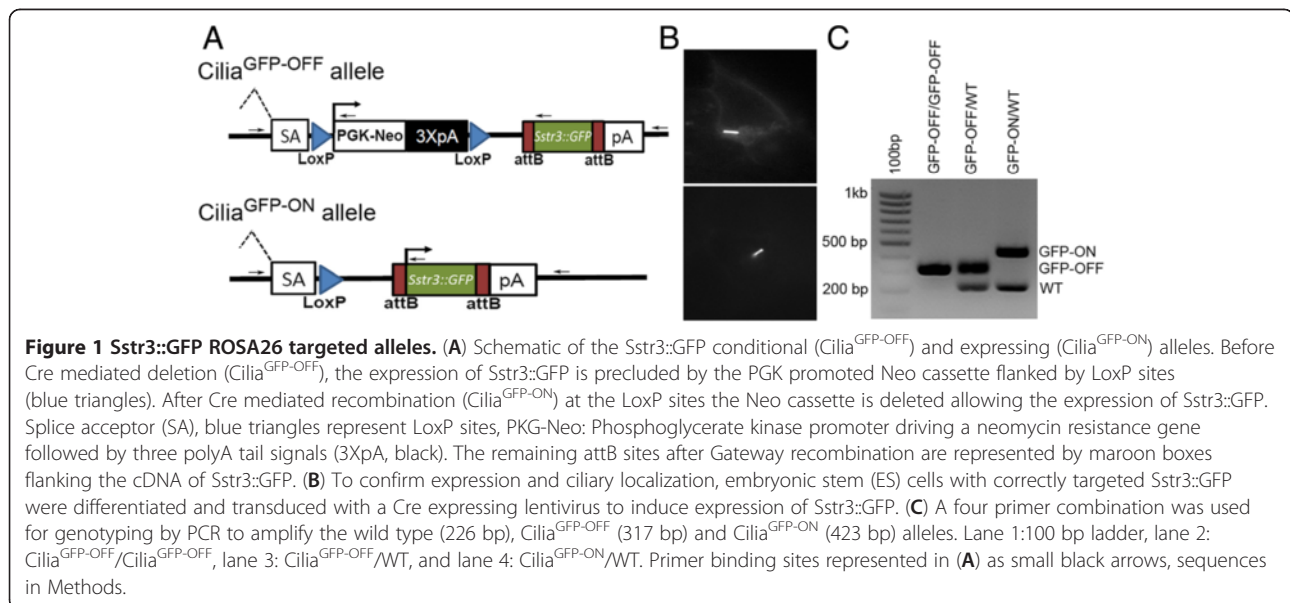 A
B
C
Cilia^GFP-OFF allele
SA
PGK-Neo
3XpA
Sstr3::GFP
pA
LoxP
LoxP
attB
attB
Cilia^GFP-ON allele
SA
Sstr3::GFP
pA
LoxP
attB
attB
100bp
GFP-OFF/GFP-OFF
GFP-OFF/WT
GFP-ON/WT
1kb
500 bp
200 bp
GFP-ON
GFP-OFF
WT
Figure 1 Sstr3::GFP ROSA26 targeted alleles. (A) Schematic of the Sstr3::GFP conditional (Cilia^GFP-OFF) and expressing (Cilia^GFP-ON) alleles. Before
Cre mediated deletion (Cilia^GFP-OFF), the expression of Sstr3::GFP is precluded by the PGK promoted Neo cassette flanked by LoxP sites
(blue triangles). After Cre mediated recombination (Cilia^GFP-ON) at the LoxP sites the Neo cassette is deleted allowing the expression of Sstr3::GFP.
Splice acceptor (SA), blue triangles represent LoxP sites, PKG-Neo: Phosphoglycerate kinase promoter driving a neomycin resistance gene
followed by three polyA tail signals (3XpA, black). The remaining attB sites after Gateway recombination are represented by maroon boxes
flanking the cDNA of Sstr3::GFP. (B) To confirm expression and ciliary localization, embryonic stem (ES) cells with correctly targeted Sstr3::GFP
were differentiated and transduced with a Cre expressing lentivirus to induce expression of Sstr3::GFP. (C) A four primer combination was used
for genotyping by PCR to amplify the wild type (226 bp), Cilia^GFP-OFF (317 bp) and Cilia^GFP-ON (423 bp) alleles. Lane 1:100 bp ladder, lane 2:
Cilia^GFP-OFF/Cilia^GFP-OFF, lane 3: Cilia^GFP-OFF/WT, and lane 4: Cilia^GFP-ON/WT. Primer binding sites represented in (A) as small black arrows, sequences
in Methods.